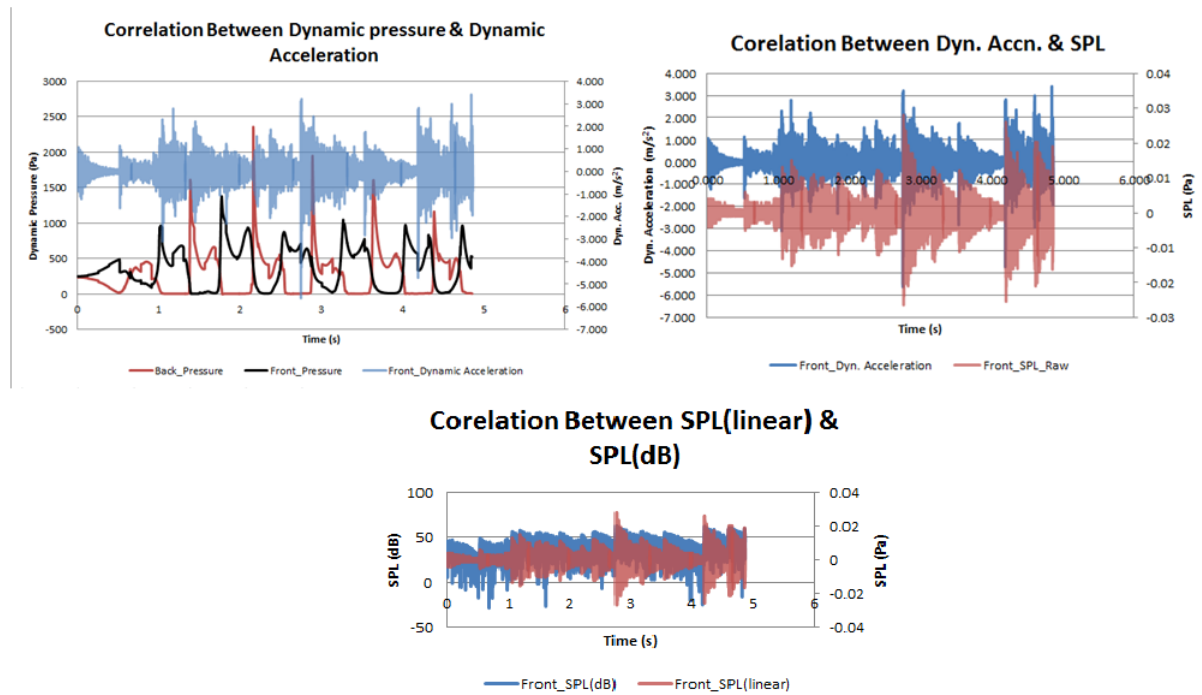 Correlation Between Dynamic pressure & Dynamic
Acceleration
3000
2500
2000
1500
1000
500
0
-500
Dynamic Pressure (Pa)
4.000
3.000
2.000
1.000
0.000
-1.000
-2.000
-3.000
-4.000
-5.000
-6.000
-7.000
Dyn. Acc. (m/s²)
0 1 2 3 4 5 6
Time (s)
Back_Pressure Front_Pressure Front_Dynamic Acceleration
Corelation Between Dyn. Accn. & SPL
4.000
3.000
2.000
1.000
0.000
-1.000
-2.000
-3.000
-4.000
-5.000
-6.000
-7.000
Dyn. Acceleration (m/s²)
0.04
0.03
0.02
0.01
0
-0.01
-0.02
-0.03
SPL (Pa)
0.000 1.000 2.000 3.000 4.000 5.000 6.000
Time (s)
Front_Dyn. Acceleration Front_SPL_Raw
Corelation Between SPL(linear) &
SPL(dB)
100
50
0
-50
SPL (dB)
0.04
0.02
0
-0.02
-0.04
SPL (Pa)
0 1 2 3 4 5 6
Time (s)
Front_SPL(dB) Front_SPL(linear)